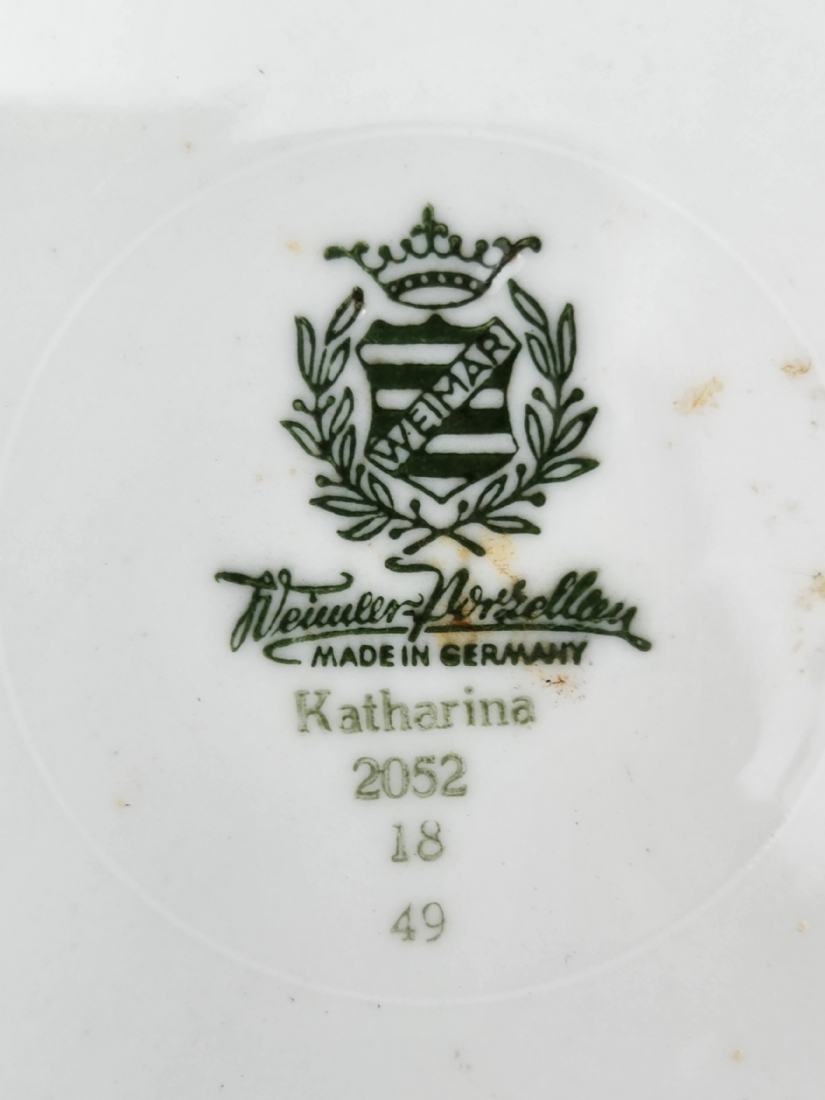 WEIMAR
Weimar-Porzellan
MADE IN GERMANY
Katharina
2052
18
49